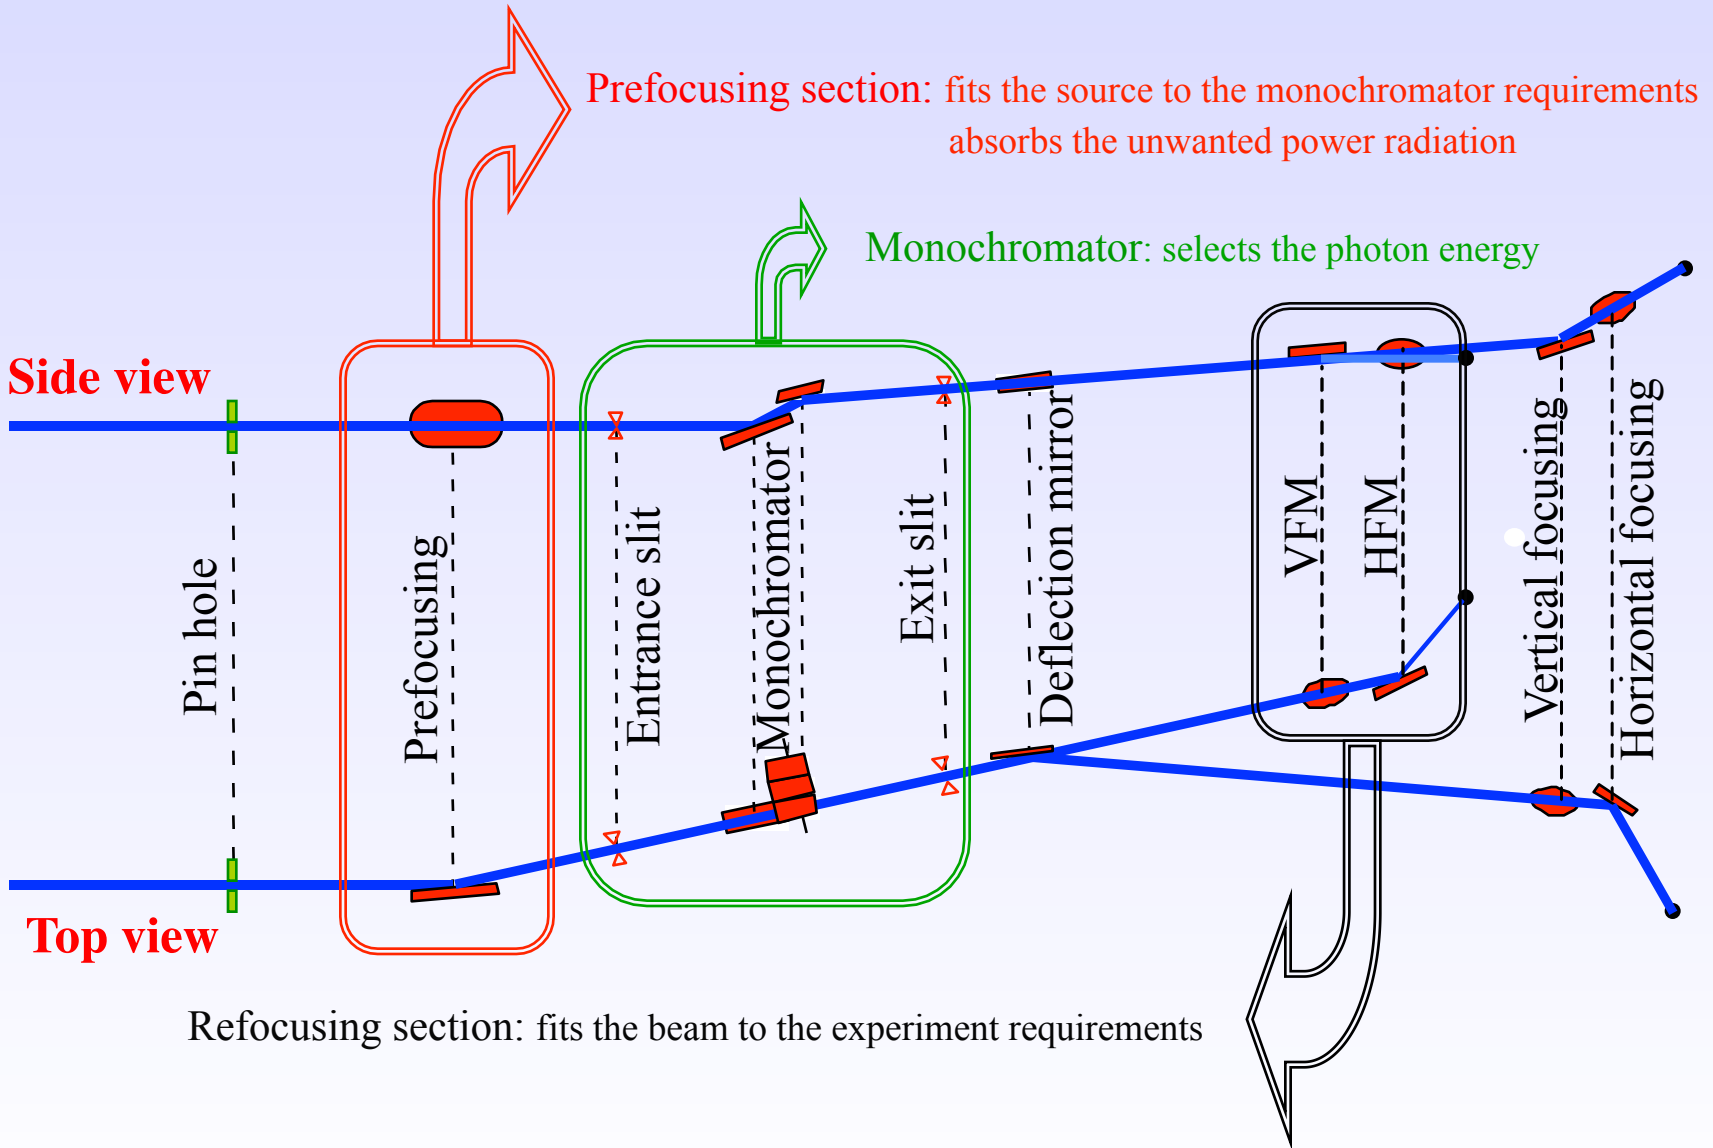 Prefocusing section: fits the source to the monochromator requirements
absorbs the unwanted power radiation
Monochromator: selects the photon energy
Side view
Pin hole
Prefocusing
Entrance slit
Monochromator
Exit slit
Deflection mirror
VFM
HFM
Vertical focusing
Horizontal focusing
Top view
Refocusing section: fits the beam to the experiment requirements